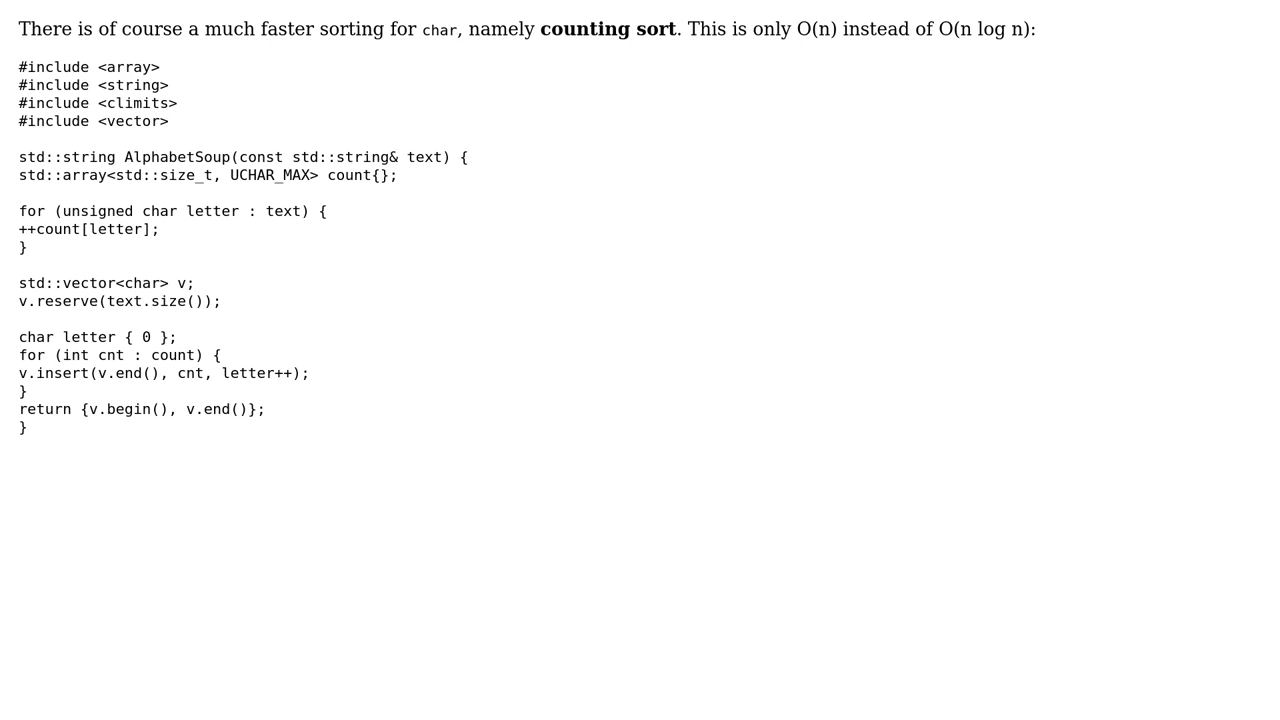 There is of course a much faster sorting for char, namely counting sort. This is only O(n) instead of O(n log n):
#include <array>
#include <string>
#include <climits>
#include <vector>
std::string AlphabetSoup(const std::string& text) {
std::array<std::size_t, UCHAR_MAX> count{};
for (unsigned char letter : text) {
++count[letter];
}
std::vector<char> v;
v.reserve(text.size());
char letter { 0 };
for (int cnt : count) {
v.insert(v.end(), cnt, letter++);
}
return {v.begin(), v.end()};
}